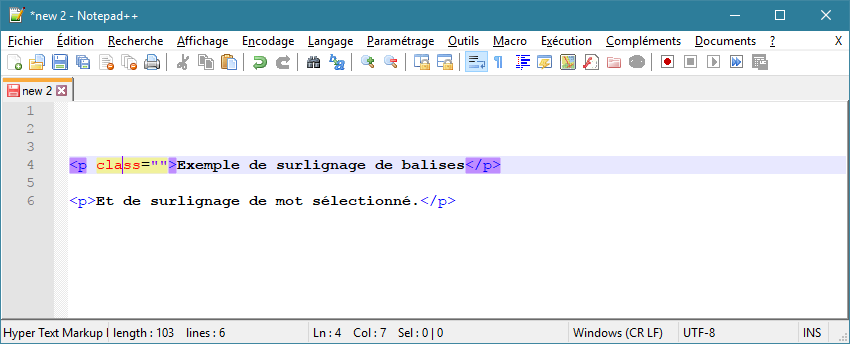 *new 2 - Notepad++
Fichier Édition Recherche Affichage Encodage Langage Paramétrage Outils Macro Exécution Compléments Documents ? X
new 2
1
2
3
4 <p class="">Exemple de surlignage de balises</p>
5
6 <p>Et de surlignage de mot sélectionné.</p>
Hyper Text Markup l length : 103 lines : 6 Ln : 4 Col : 7 Sel : 0 | 0 Windows (CR LF) UTF-8 INS